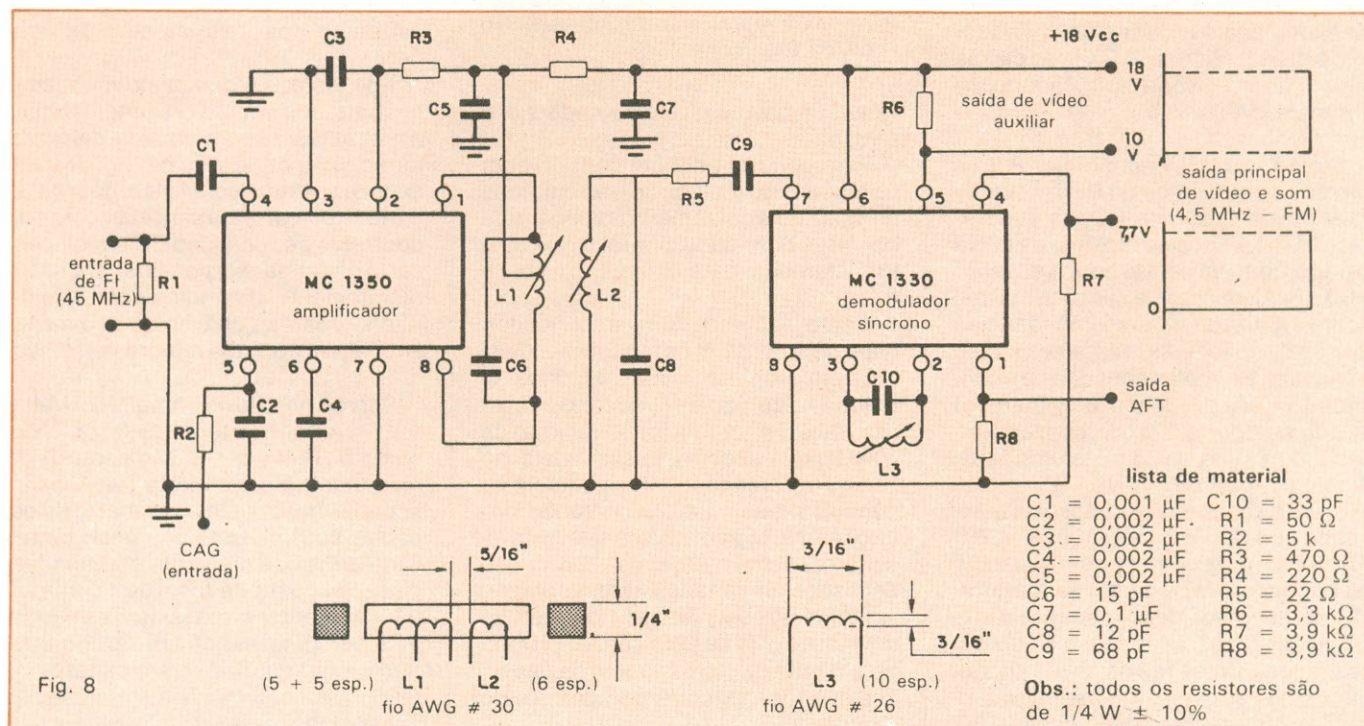 C3 R3 R4
+18 Vcc
18 V
saída de vídeo auxiliar
C5 C7 R6
10 V
C1 C9
saída principal de vídeo e som (4,5 MHz – FM)
R5
4 3 2 1
7 6 5 4
7,7V
entrada de FI (45 MHz)
R1
MC 1350
amplificador
L1 L2
MC 1330
demodulador síncrono
R7
0
5 6 7 8
C6 C8
8 3 2 1
C10
saída AFT
R2 C2 C4
L3
R8
CAG (entrada)
5/16"
1/4"
3/16"
3/16"
(5 + 5 esp.) L1 L2 (6 esp.)
fio AWG # 30
L3 (10 esp.)
fio AWG # 26
Fig. 8
lista de material
C1 = 0,001 µF C10 = 33 pF
C2 = 0,002 µF. R1 = 50 Ω
C3 = 0,002 µF R2 = 5 k
C4 = 0,002 µF R3 = 470 Ω
C5 = 0,002 µF R4 = 220 Ω
C6 = 15 pF R5 = 22 Ω
C7 = 0,1 µF R6 = 3,3 kΩ
C8 = 12 pF R7 = 3,9 kΩ
C9 = 68 pF R8 = 3,9 kΩ
Obs.: todos os resistores são
de 1/4 W ± 10%